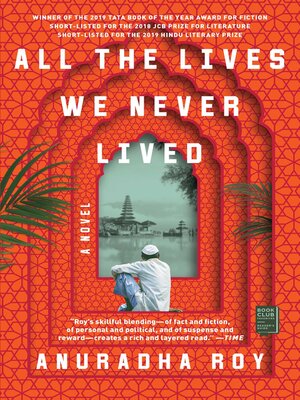 WINNER OF THE 2019 TATA BOOK OF THE YEAR AWARD FOR FICTION
SHORT-LISTED FOR THE 2018 JCB PRIZE FOR LITERATURE
SHORT-LISTED FOR THE 2019 HINDU LITERARY PRIZE
ALL THE LIVES
WE NEVER
LIVED
A NOVEL
BOOK
CLUB
"Roy's skillful blending—of fact and fiction,
of personal and political, and of suspense and
reward—creates a rich and layered read." —TIME
ANURADHA ROY